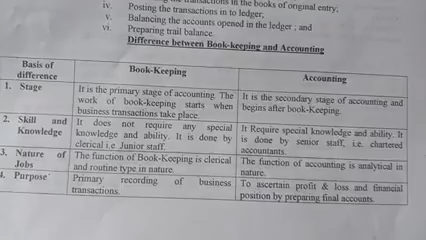 transactions in the books of original entry;
iv. Posting the transactions in to ledger;
v. Balancing the accounts opened in the ledger ; and
vi. Preparing trail balance.
Difference between Book-keeping and Accounting
Basis of difference
Book-Keeping
Accounting
1. Stage
It is the primary stage of accounting. The
work of book-keeping starts when
business transactions take place.
It is the secondary stage of accounting and
begins after book-Keeping.
2. Skill and
Knowledge
It does not require any special
knowledge and ability. It is done by
clerical i.e Junior staff.
It Require special knowledge and ability. It
is done by senior staff, i.e. chartered
accountants.
3. Nature of
Jobs
The function of Book-Keeping is clerical
and routine type in nature.
The function of accounting is analytical in
nature.
4. Purpose
Primary recording of business
transactions.
To ascertain profit & loss and financial
position by preparing final accounts.